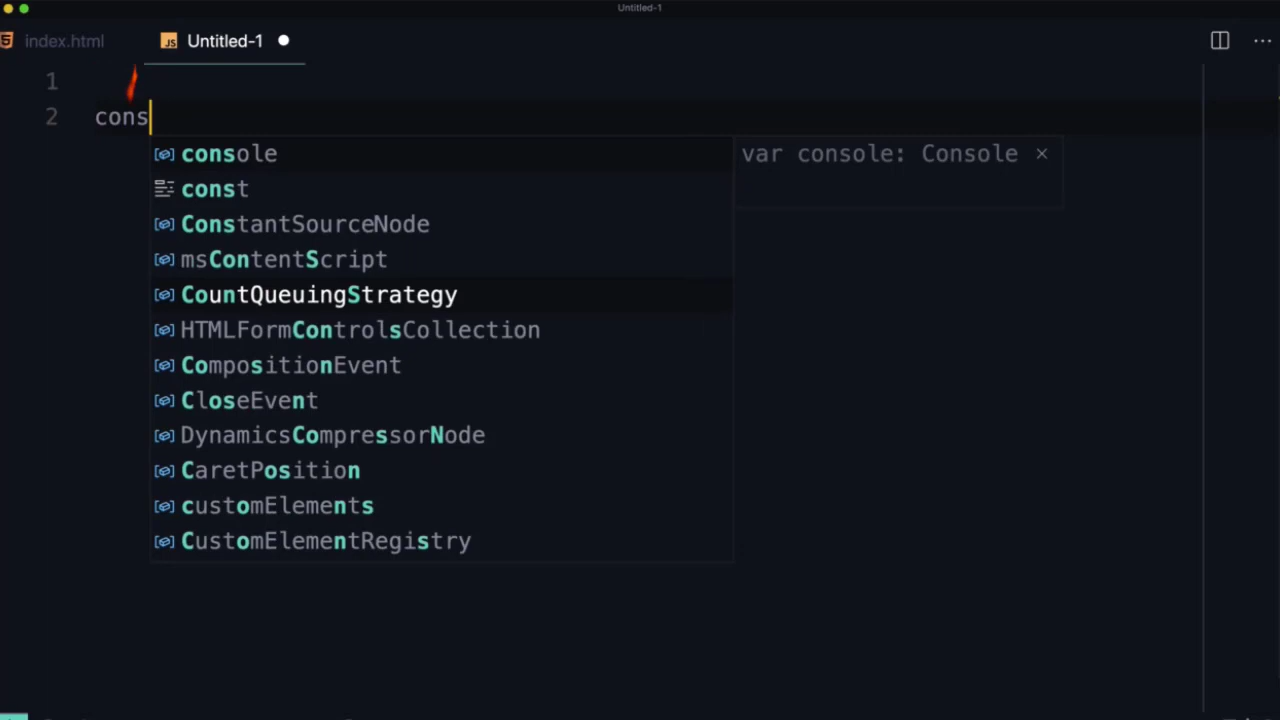 Untitled-1
index.html
JS Untitled-1
1
2 cons
console
var console: Console
const
ConstantSourceNode
msContentScript
CountQueuingStrategy
HTMLFormControlsCollection
CompositionEvent
CloseEvent
DynamicsCompressorNode
CaretPosition
customElements
CustomElementRegistry